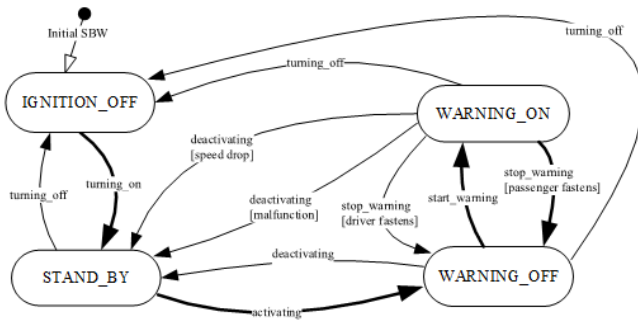 Initial SBW
turning_off
turning_off
IGNITION_OFF
WARNING_ON
deactivating
[speed drop]
stop_warning
[passenger fastens]
turning_off
turning_on
deactivating
[malfunction]
start_warning
stop_warning
[driver fastens]
deactivating
STAND_BY
WARNING_OFF
activating